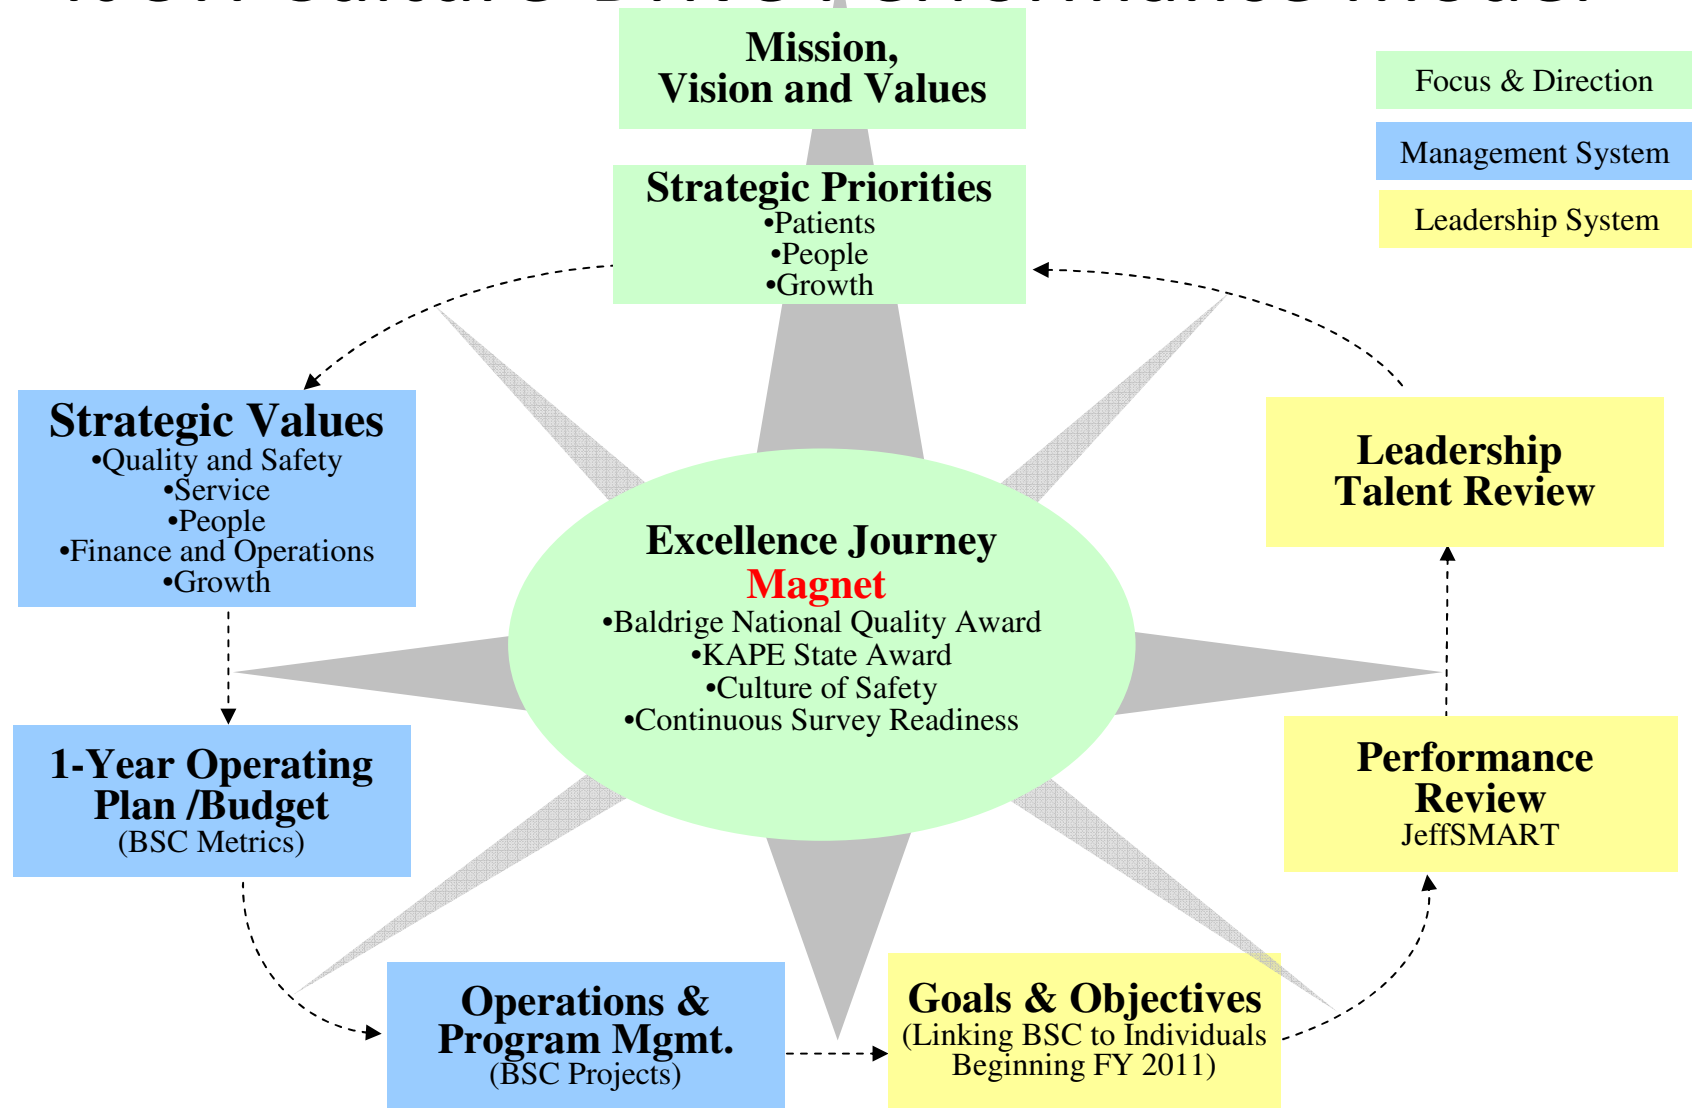 Mission,
Vision and Values
Focus & Direction
Management System
Leadership System
Strategic Priorities
•Patients
•People
•Growth
Strategic Values
•Quality and Safety
•Service
•People
•Finance and Operations
•Growth
Leadership
Talent Review
Excellence Journey
Magnet
•Baldrige National Quality Award
•KAPE State Award
•Culture of Safety
•Continuous Survey Readiness
1-Year Operating
Plan /Budget
(BSC Metrics)
Performance
Review
JeffSMART
Operations &
Program Mgmt.
(BSC Projects)
Goals & Objectives
(Linking BSC to Individuals
Beginning FY 2011)